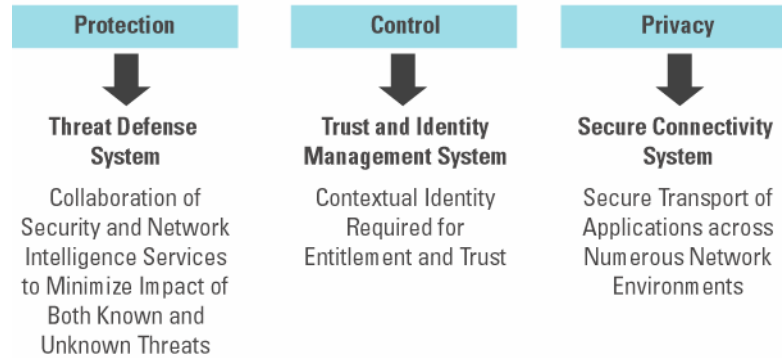 Protection
Threat Defense
System
Collaboration of
Security and Network
Intelligence Services
to Minimize Impact of
Both Known and
Unknown Threats
Control
Trust and Identity
Management System
Contextual Identity
Required for
Entitlement and Trust
Privacy
Secure Connectivity
System
Secure Transport of
Applications across
Numerous Network
Environments